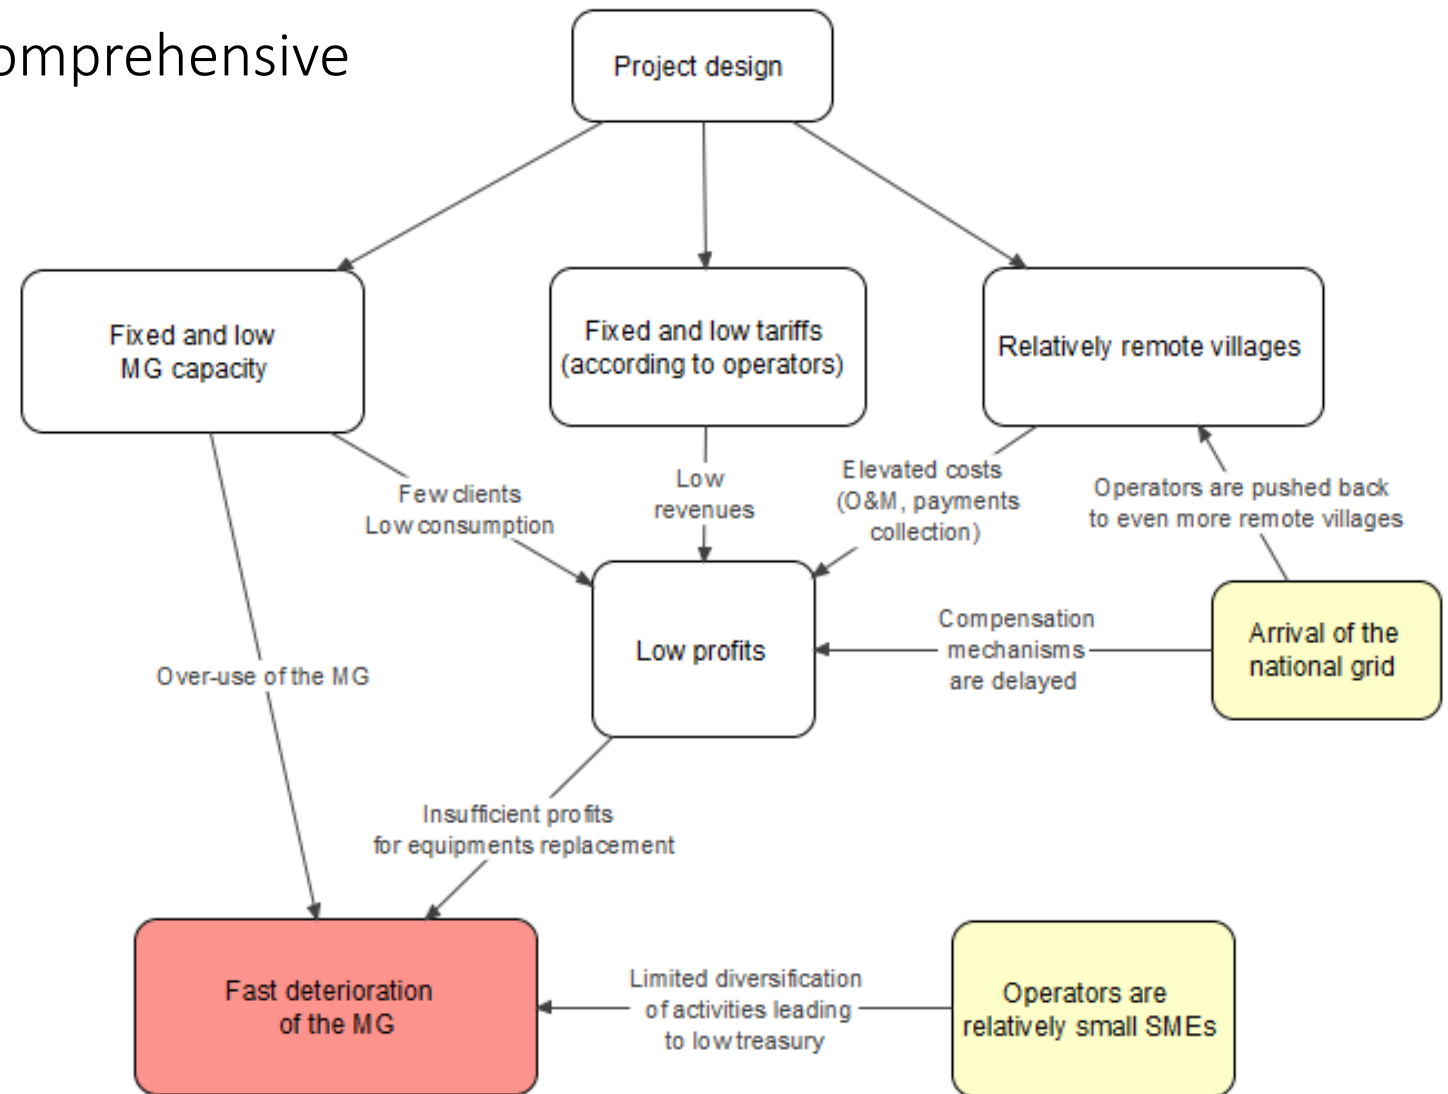 omprehensive
Project design
Fixed and low
MG capacity
Fixed and low tariffs
(according to operators)
Relatively remote villages
Few clients
Low consumption
Low
revenues
Elevated costs
(O&M, payments
collection)
Operators are pushed back
to even more remote villages
Over-use of the MG
Low profits
Compensation
mechanisms
are delayed
Arrival of the
national grid
Insufficient profits
for equipments replacement
Fast deterioration
of the MG
Limited diversification
of activities leading
to low treasury
Operators are
relatively small SMEs